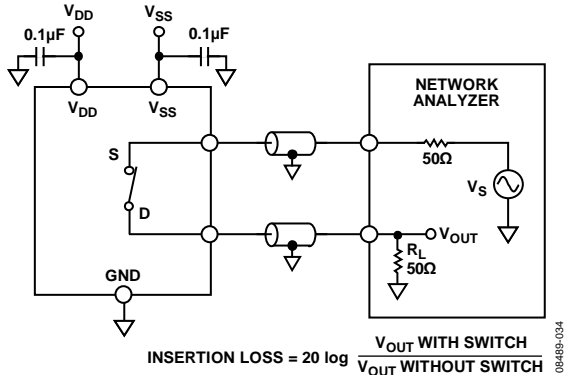 VDD
VSS
0.1µF
0.1µF
VDD
VSS
NETWORK
ANALYZER
S
D
50Ω
VS
VOUT
RL
50Ω
GND
INSERTION LOSS = 20 log
VOUT WITH SWITCH
VOUT WITHOUT SWITCH
08489-034